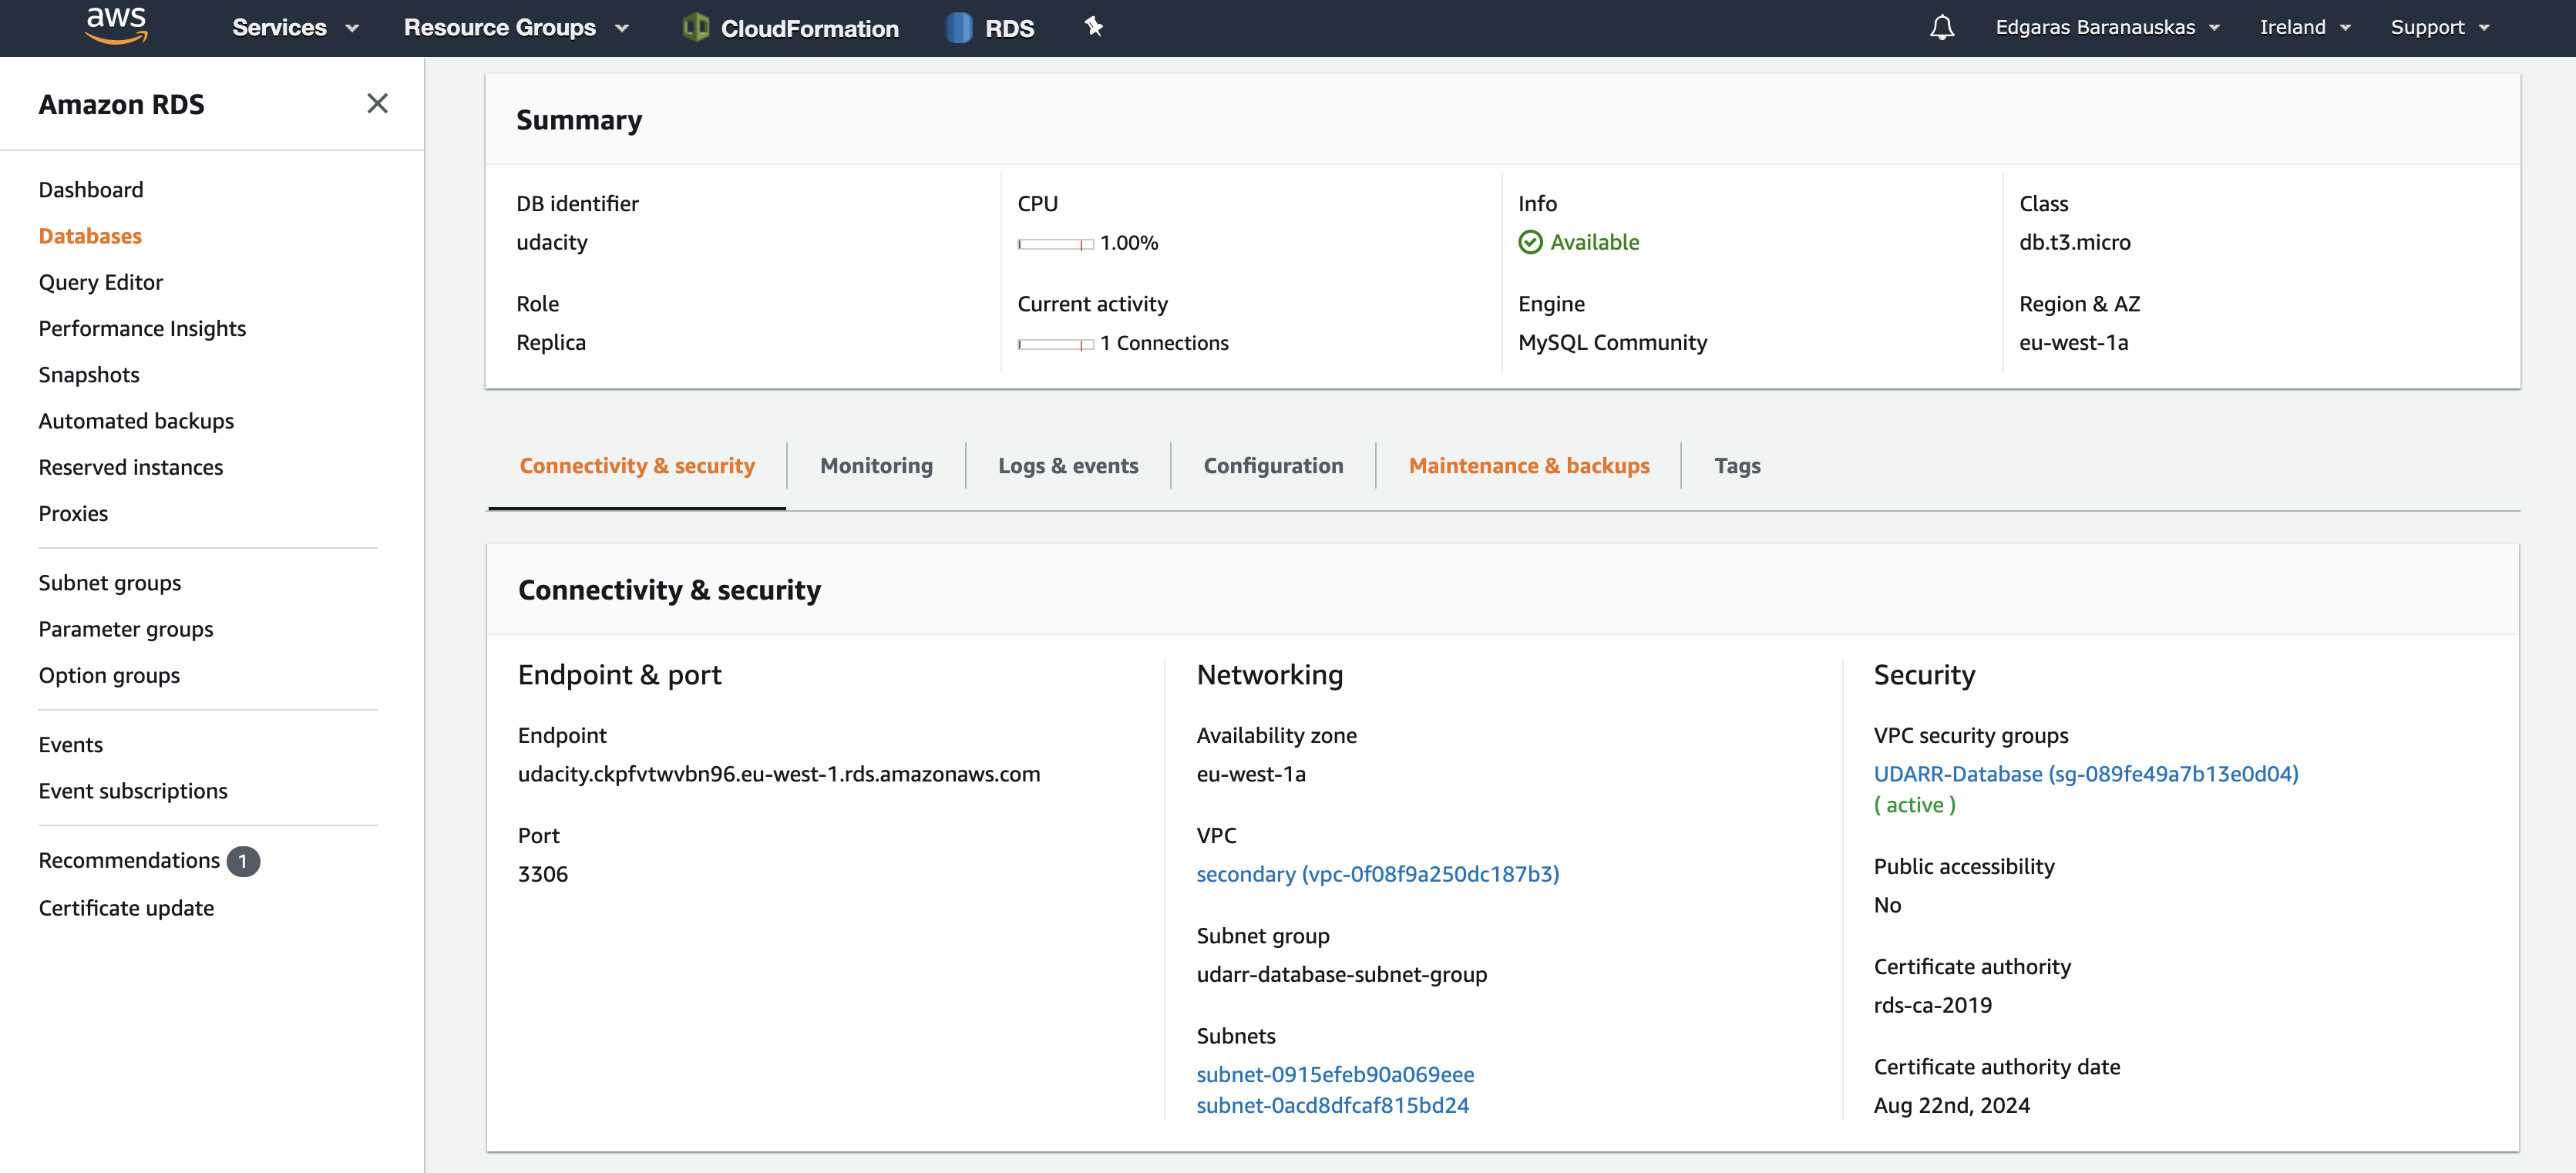 aws
Services
Resource Groups
CloudFormation
RDS
Edgaras Baranauskas
Ireland
Support
Amazon RDS
Dashboard
Databases
Query Editor
Performance Insights
Snapshots
Automated backups
Reserved instances
Proxies
Subnet groups
Parameter groups
Option groups
Events
Event subscriptions
Recommendations 1
Certificate update
Summary
DB identifier
udacity
CPU
1.00%
Info
Available
Class
db.t3.micro
Role
Replica
Current activity
1 Connections
Engine
MySQL Community
Region & AZ
eu-west-1a
Connectivity & security
Monitoring
Logs & events
Configuration
Maintenance & backups
Tags
Connectivity & security
Endpoint & port
Endpoint
udacity.ckpfvtwvbn96.eu-west-1.rds.amazonaws.com
Port
3306
Networking
Availability zone
eu-west-1a
VPC
secondary (vpc-0f08f9a250dc187b3)
Subnet group
udarr-database-subnet-group
Subnets
subnet-0915efeb90a069eee
subnet-0acd8dfcaf815bd24
Security
VPC security groups
UDARR-Database (sg-089fe49a7b13e0d04)
( active )
Public accessibility
No
Certificate authority
rds-ca-2019
Certificate authority date
Aug 22nd, 2024